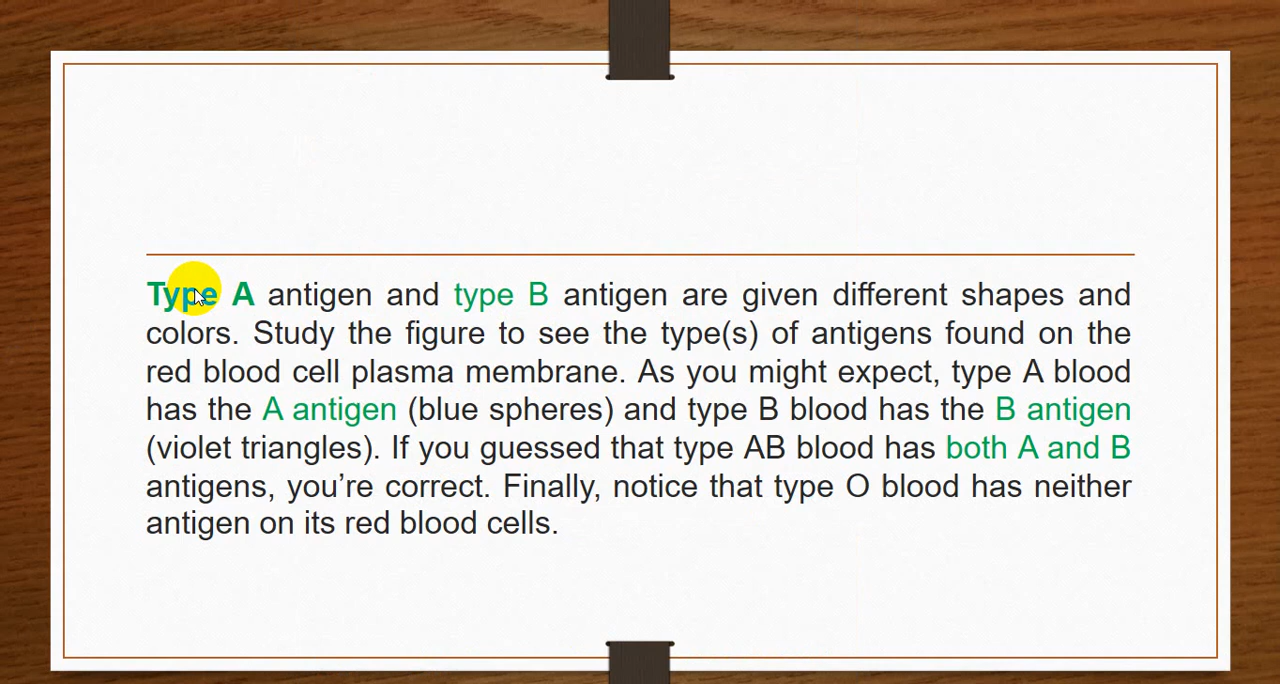 Type A antigen and type B antigen are given different shapes and
colors. Study the figure to see the type(s) of antigens found on the
red blood cell plasma membrane. As you might expect, type A blood
has the A antigen (blue spheres) and type B blood has the B antigen
(violet triangles). If you guessed that type AB blood has both A and B
antigens, you’re correct. Finally, notice that type O blood has neither
antigen on its red blood cells.